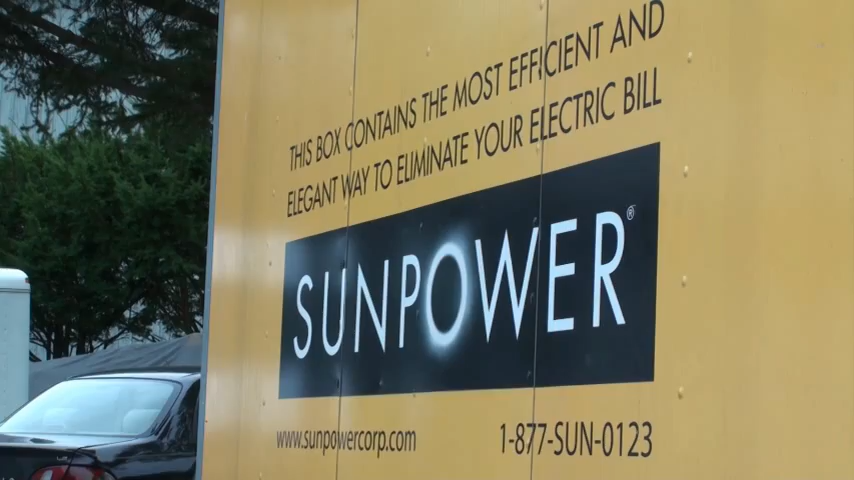 THIS BOX CONTAINS THE MOST EFFICIENT AND
ELEGANT WAY TO ELIMINATE YOUR ELECTRIC BILL
SUNPOWER®
www.sunpowercorp.com
1-877-SUN-0123